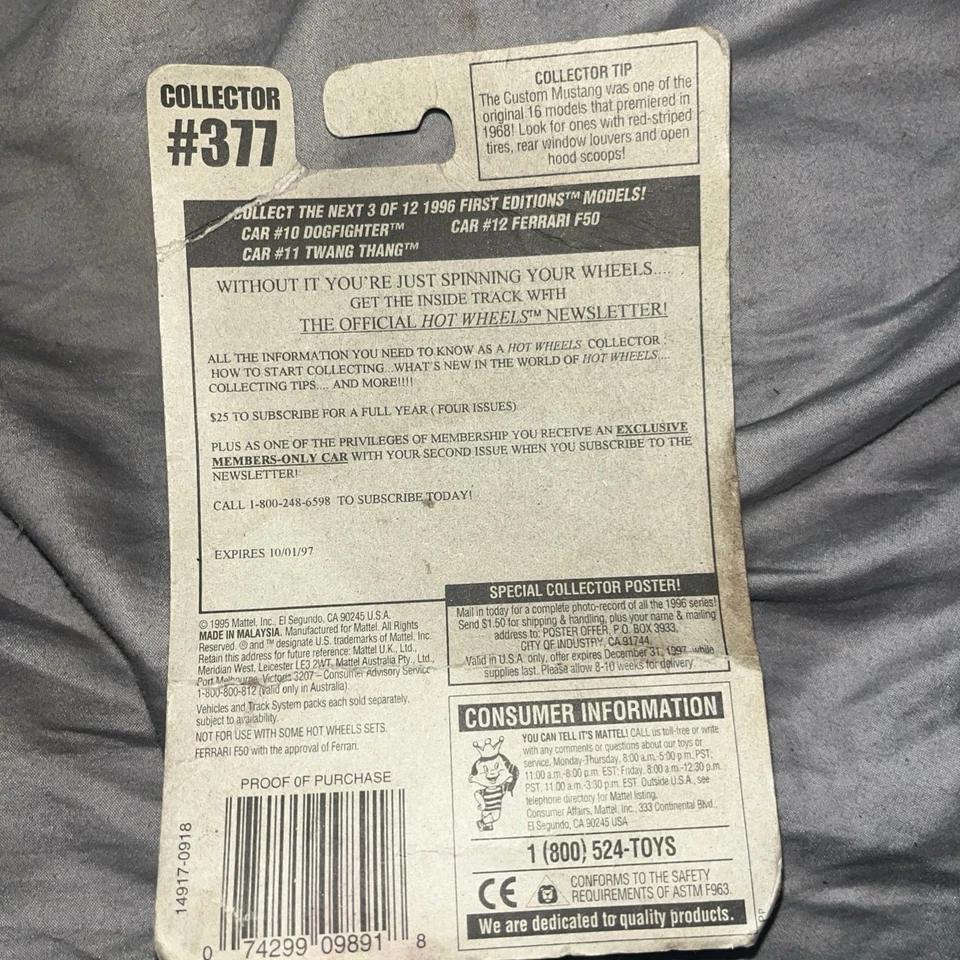 COLLECTOR
#377
COLLECTOR TIP
The Custom Mustang was one of the
original 16 models that premiered in
1968! Look for ones with red-striped
tires, rear window louvers and open
hood scoops!
COLLECT THE NEXT 3 OF 12 1996 FIRST EDITIONS™ MODELS!
CAR #10 DOGFIGHTER™ CAR #12 FERRARI F50
CAR #11 TWANG THANG™
WITHOUT IT YOU'RE JUST SPINNING YOUR WHEELS....
GET THE INSIDE TRACK WITH
THE OFFICIAL HOT WHEELS™ NEWSLETTER!
ALL THE INFORMATION YOU NEED TO KNOW AS A HOT WHEELS COLLECTOR :
HOW TO START COLLECTING...WHAT'S NEW IN THE WORLD OF HOT WHEELS....
COLLECTING TIPS.... AND MORE!!!!
$25 TO SUBSCRIBE FOR A FULL YEAR ( FOUR ISSUES)
PLUS AS ONE OF THE PRIVILEGES OF MEMBERSHIP YOU RECEIVE AN EXCLUSIVE
MEMBERS-ONLY CAR WITH YOUR SECOND ISSUE WHEN YOU SUBSCRIBE TO THE
NEWSLETTER!
CALL 1-800-248-6598 TO SUBSCRIBE TODAY!
EXPIRES 10/01/97
SPECIAL COLLECTOR POSTER!
Mail in today for a complete photo-record of all the 1996 series!
Send $1.50 for shipping & handling, plus your name & mailing
address to: POSTER OFFER, P.O. BOX 3933,
CITY OF INDUSTRY, CA 91744.
Valid in U.S.A. only, offer expires December 31, 1997, while
supplies last. Please allow 8-10 weeks for delivery.
© 1995 Mattel, Inc., El Segundo, CA 90245 U.S.A.
MADE IN MALAYSIA. Manufactured for Mattel. All Rights
Reserved. ® and ™ designate U.S. trademarks of Mattel, Inc.
Retain this address for future reference: Mattel U.K., Ltd.,
Meridian West, Leicester LE3 2WT. Mattel Australia Pty., Ltd.,
Port Melbourne, Victoria 3207 – Consumer Advisory Service
1-800-800-812 (valid only in Australia).
Vehicles and Track System packs each sold separately,
subject to availability.
NOT FOR USE WITH SOME HOT WHEELS SETS.
FERRARI F50 with the approval of Ferrari.
CONSUMER INFORMATION
YOU CAN TELL IT'S MATTEL! CALL us toll-free or write
with any comments or questions about our toys or
service, Monday-Thursday, 8:00 a.m.-5:00 p.m. PST;
11:00 a.m.-8:00 p.m. EST; Friday, 8:00 a.m.-12:30 p.m.
PST, 11:00 a.m.-3:30 p.m. EST. Outside U.S.A., see
telephone directory for Mattel listing.
Consumer Affairs, Mattel, Inc., 333 Continental Blvd.,
El Segundo, CA 90245 USA
1 (800) 524-TOYS
CE
CONFORMS TO THE SAFETY
REQUIREMENTS OF ASTM F963.
We are dedicated to quality products.
PROOF OF PURCHASE
14917-0918
0 74299 09891 8